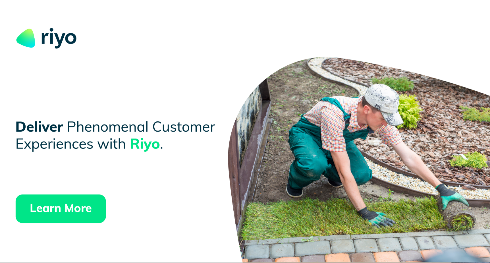 riyo
Deliver Phenomenal Customer
Experiences with Riyo.
Learn More